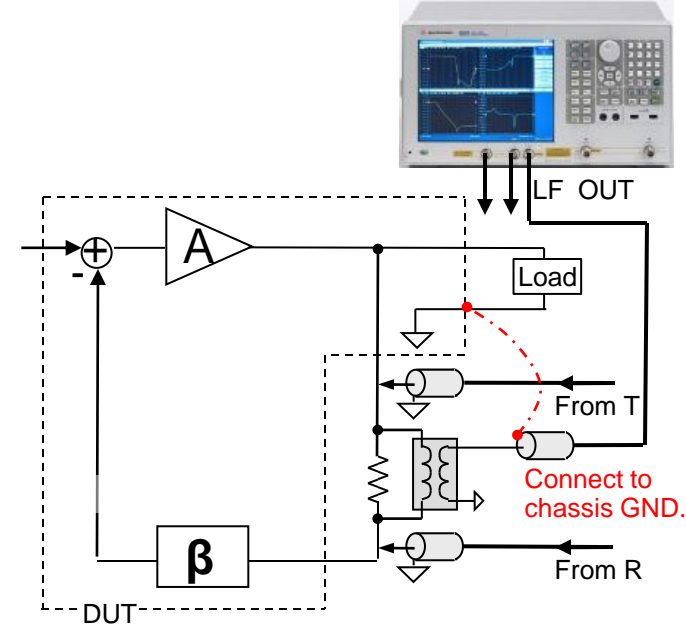 LF OUT
+
A
-
Load
From T
Connect to
chassis GND.
β
From R
DUT